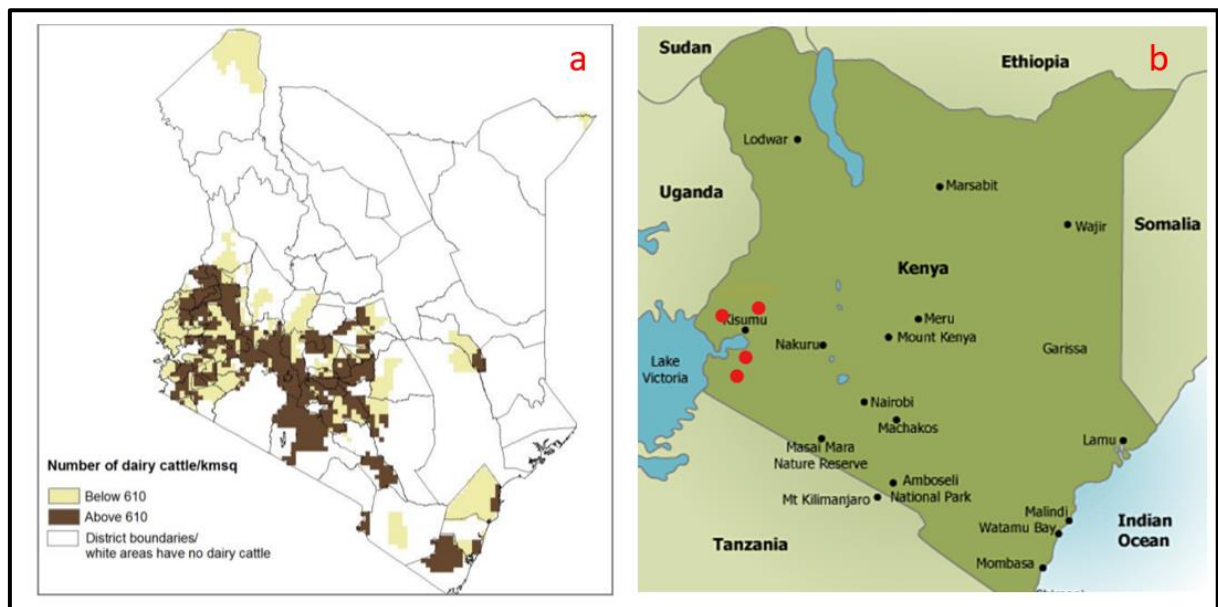 a
Number of dairy cattle/kmsq
Below 610
Above 610
District boundaries/
white areas have no dairy cattle
b
Sudan
Ethiopia
Lodwar
Marsabit
Uganda
Wajir
Somalia
Kenya
Kisumu
Meru
Nakuru
Mount Kenya
Garissa
Lake
Victoria
Nairobi
Machakos
Masai Mara
Nature Reserve
Lamu
Amboseli
National Park
Mt Kilimanjaro
Malindi
Watamu Bay
Indian
Ocean
Tanzania
Mombasa